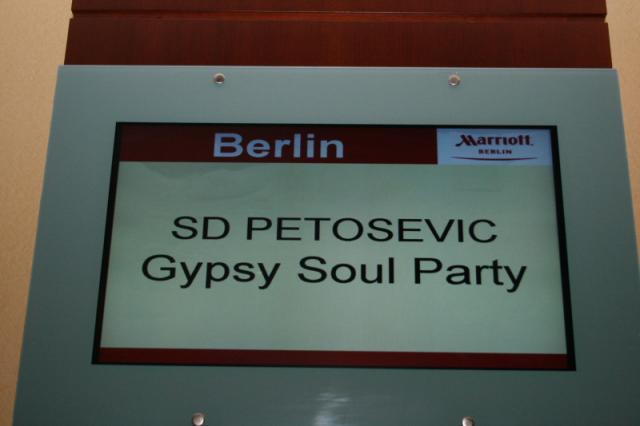 Berlin
Marriott
BERLIN
SD PETOSEVIC
Gypsy Soul Party